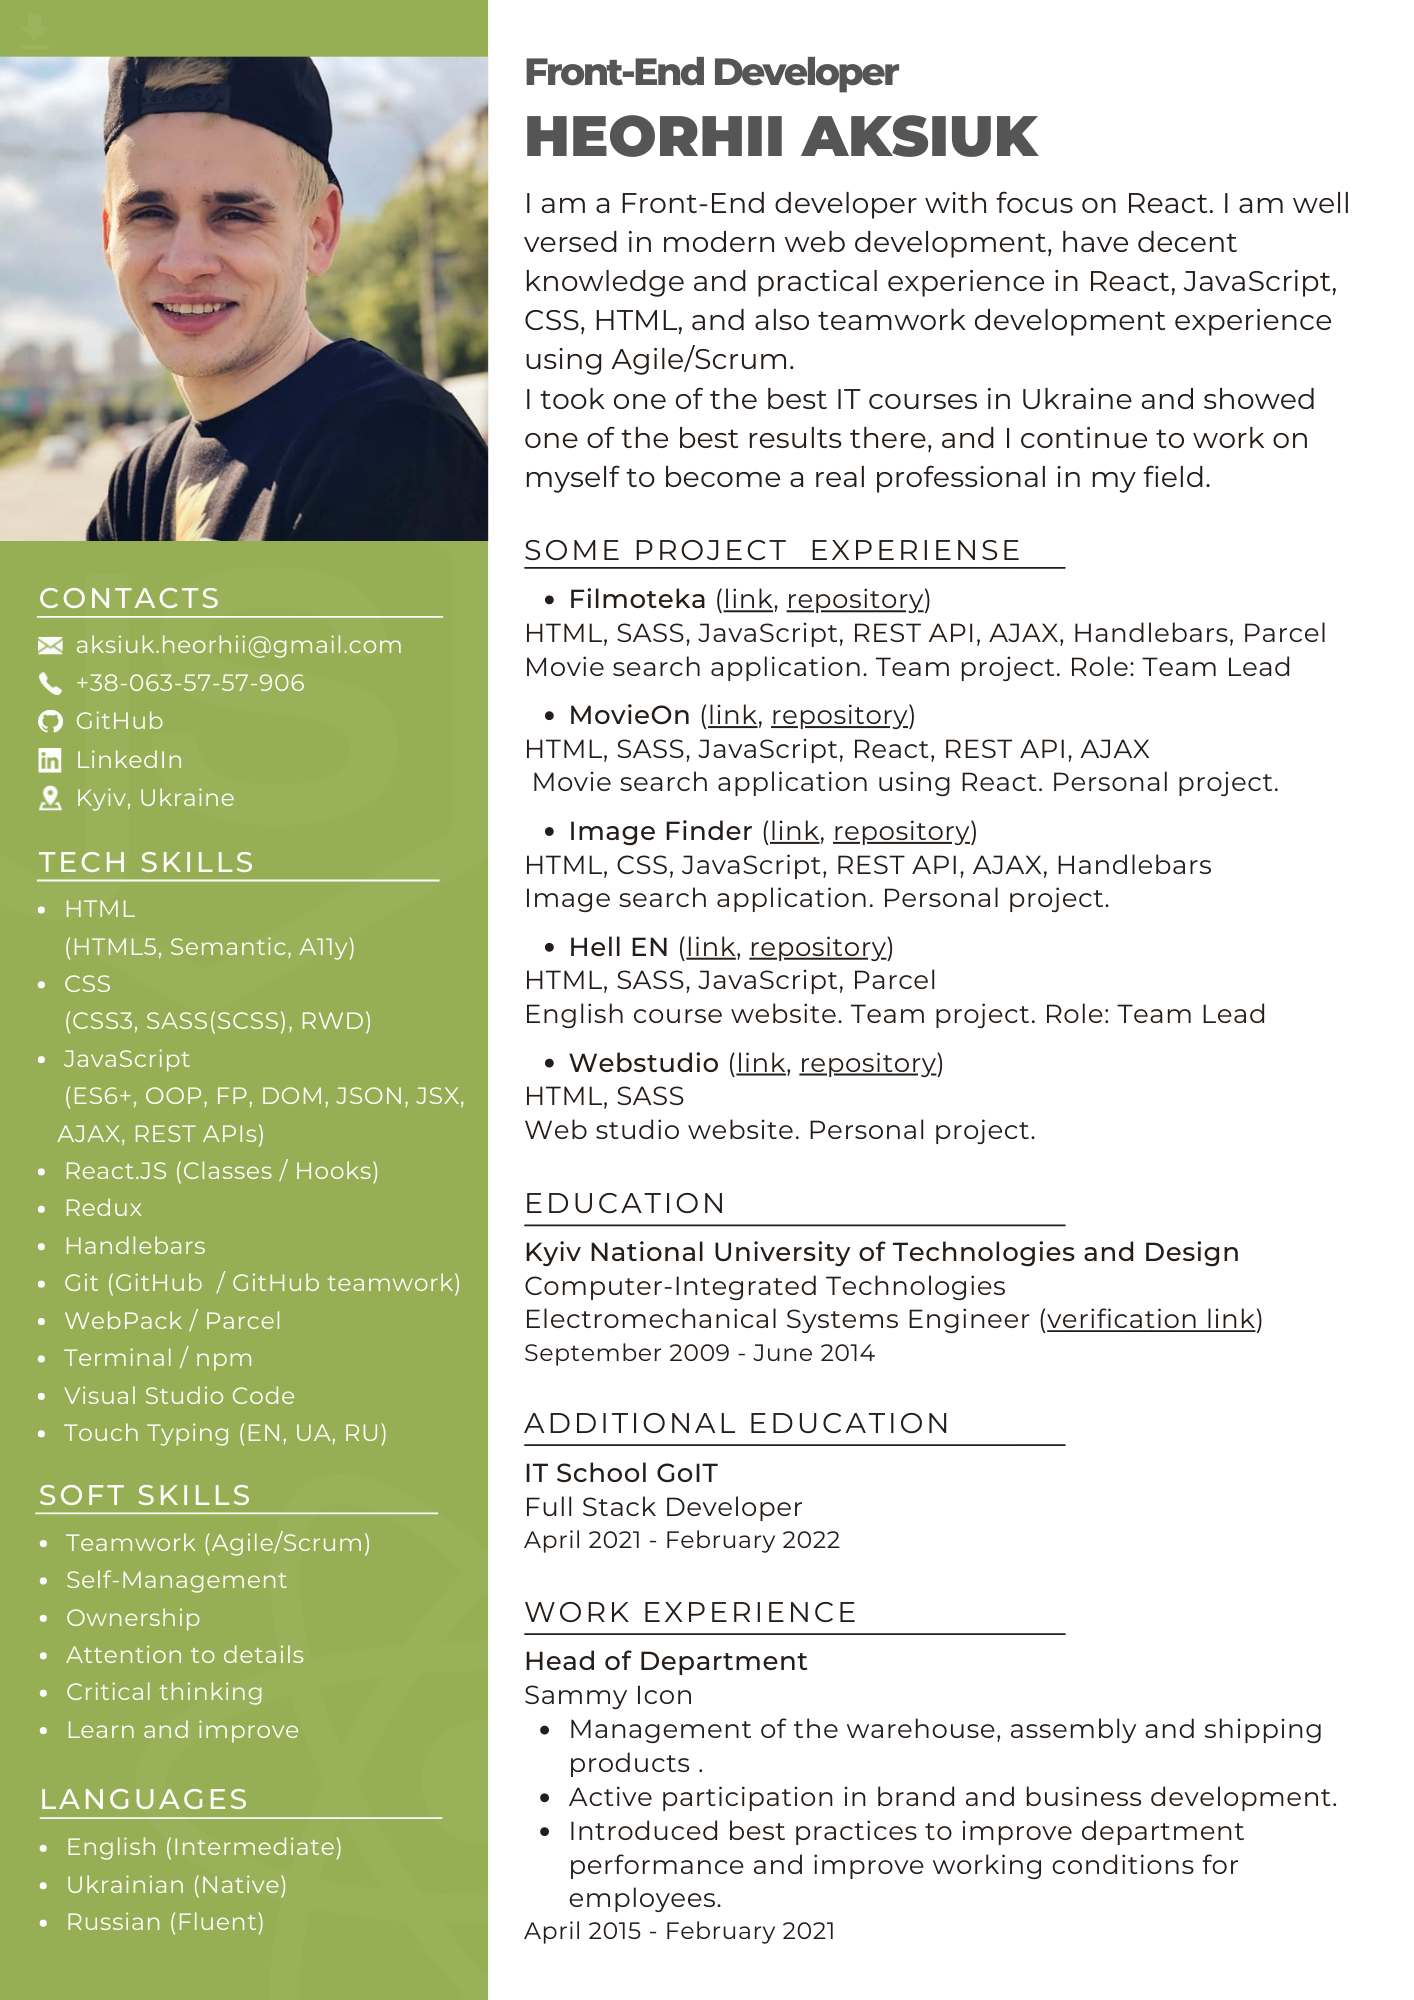 Front-End Developer
HEORHII AKSIUK
I am a Front-End developer with focus on React. I am well
versed in modern web development, have decent
knowledge and practical experience in React, JavaScript,
CSS, HTML, and also teamwork development experience
using Agile/Scrum.
I took one of the best IT courses in Ukraine and showed
one of the best results there, and I continue to work on
myself to become a real professional in my field.
CONTACTS
aksiuk.heorhii@gmail.com
+38-063-57-57-906
GitHub
LinkedIn
Kyiv, Ukraine
TECH SKILLS
• HTML
(HTML5, Semantic, A11y)
• CSS
(CSS3, SASS(SCSS), RWD)
• JavaScript
(ES6+, OOP, FP, DOM, JSON, JSX,
AJAX, REST APIs)
• React.JS (Classes / Hooks)
• Redux
• Handlebars
• Git (GitHub / GitHub teamwork)
• WebPack / Parcel
• Terminal / npm
• Visual Studio Code
• Touch Typing (EN, UA, RU)
SOFT SKILLS
• Teamwork (Agile/Scrum)
• Self-Management
• Ownership
• Attention to details
• Critical thinking
• Learn and improve
LANGUAGES
• English (Intermediate)
• Ukrainian (Native)
• Russian (Fluent)
SOME PROJECT EXPERIENSE
• Filmoteka (link, repository)
HTML, SASS, JavaScript, REST API, AJAX, Handlebars, Parcel
Movie search application. Team project. Role: Team Lead
• MovieOn (link, repository)
HTML, SASS, JavaScript, React, REST API, AJAX
Movie search application using React. Personal project.
• Image Finder (link, repository)
HTML, CSS, JavaScript, REST API, AJAX, Handlebars
Image search application. Personal project.
• Hell EN (link, repository)
HTML, SASS, JavaScript, Parcel
English course website. Team project. Role: Team Lead
• Webstudio (link, repository)
HTML, SASS
Web studio website. Personal project.
EDUCATION
Kyiv National University of Technologies and Design
Computer-Integrated Technologies
Electromechanical Systems Engineer (verification link)
September 2009 - June 2014
ADDITIONAL EDUCATION
IT School GoIT
Full Stack Developer
April 2021 - February 2022
WORK EXPERIENCE
Head of Department
Sammy Icon
• Management of the warehouse, assembly and shipping
products .
• Active participation in brand and business development.
• Introduced best practices to improve department
performance and improve working conditions for
employees.
April 2015 - February 2021